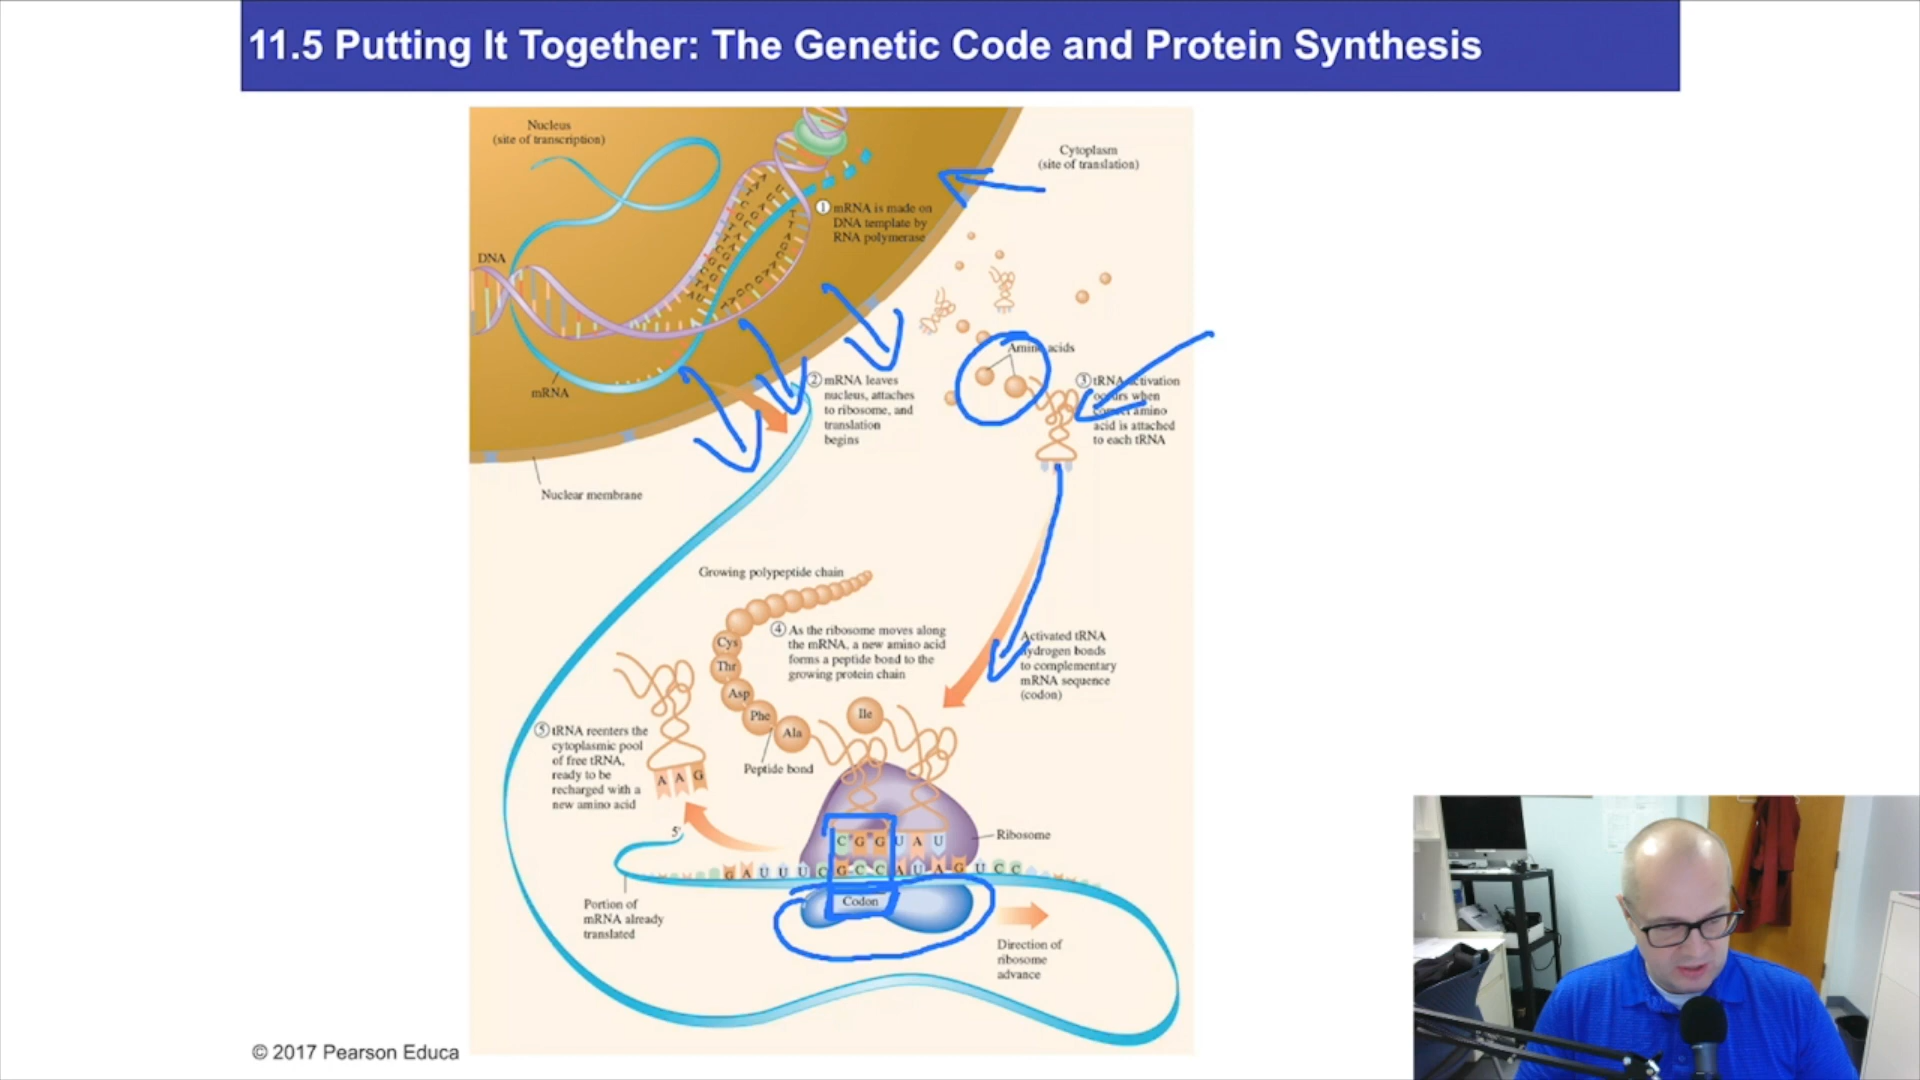 11.5 Putting It Together: The Genetic Code and Protein Synthesis
Nucleus
(site of transcription)
Cytoplasm
(site of translation)
① mRNA is made on
DNA template by
RNA polymerase
DNA
mRNA
Amino acids
② mRNA leaves
nucleus, attaches
to ribosome, and
translation
begins
③ tRNA activation
occurs when
correct amino
acid is attached
to each tRNA
Nuclear membrane
Growing polypeptide chain
④ As the ribosome moves along
the mRNA, a new amino acid
forms a peptide bond to the
growing protein chain
Activated tRNA
hydrogen bonds
to complementary
mRNA sequence
(codon)
Cys
Thr
Asp
Phe
Ala
Ile
Peptide bond
⑤ tRNA reenters the
cytoplasmic pool
of free tRNA,
ready to be
recharged with a
new amino acid
A A G
5'
Ribosome
C G G U A U
G A U U U C G C C A U A G U C C
Codon
Portion of
mRNA already
translated
Direction of
ribosome
advance
© 2017 Pearson Educa